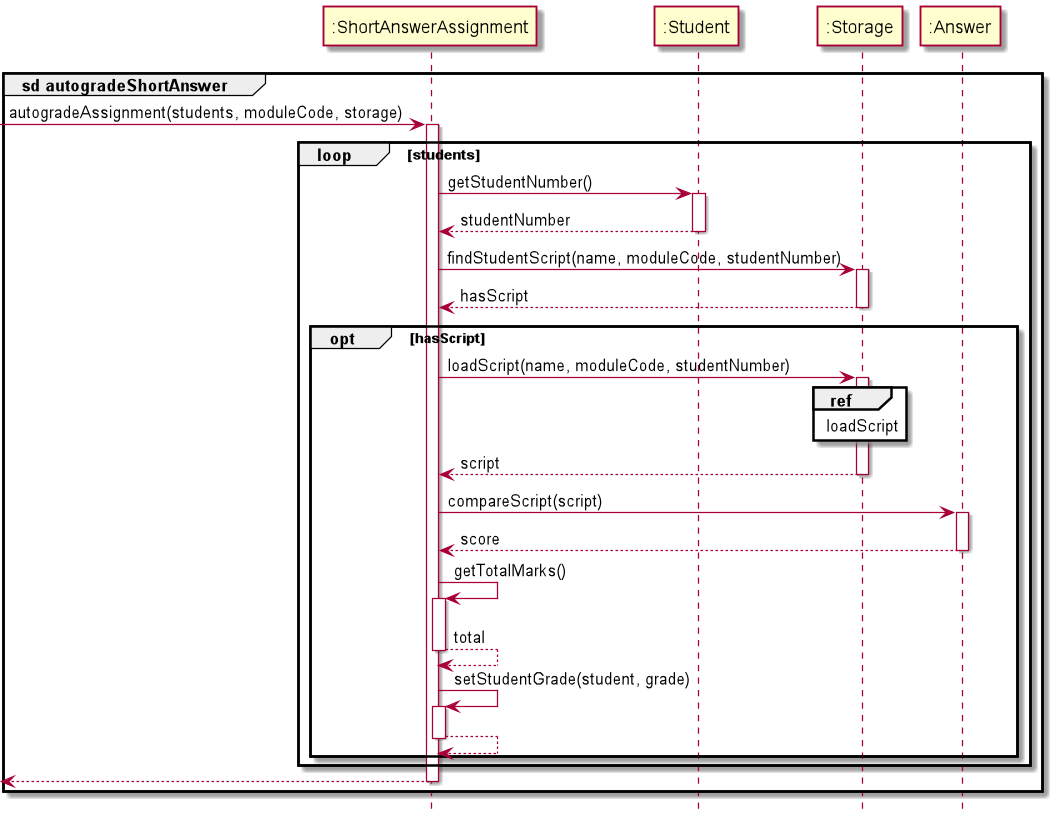 :ShortAnswerAssignment
:Student
:Storage
:Answer
sd autogradeShortAnswer
autogradeAssignment(students, moduleCode, storage)
loop
[students]
getStudentNumber()
studentNumber
findStudentScript(name, moduleCode, studentNumber)
hasScript
opt
[hasScript]
loadScript(name, moduleCode, studentNumber)
ref
loadScript
script
compareScript(script)
score
getTotalMarks()
total
setStudentGrade(student, grade)